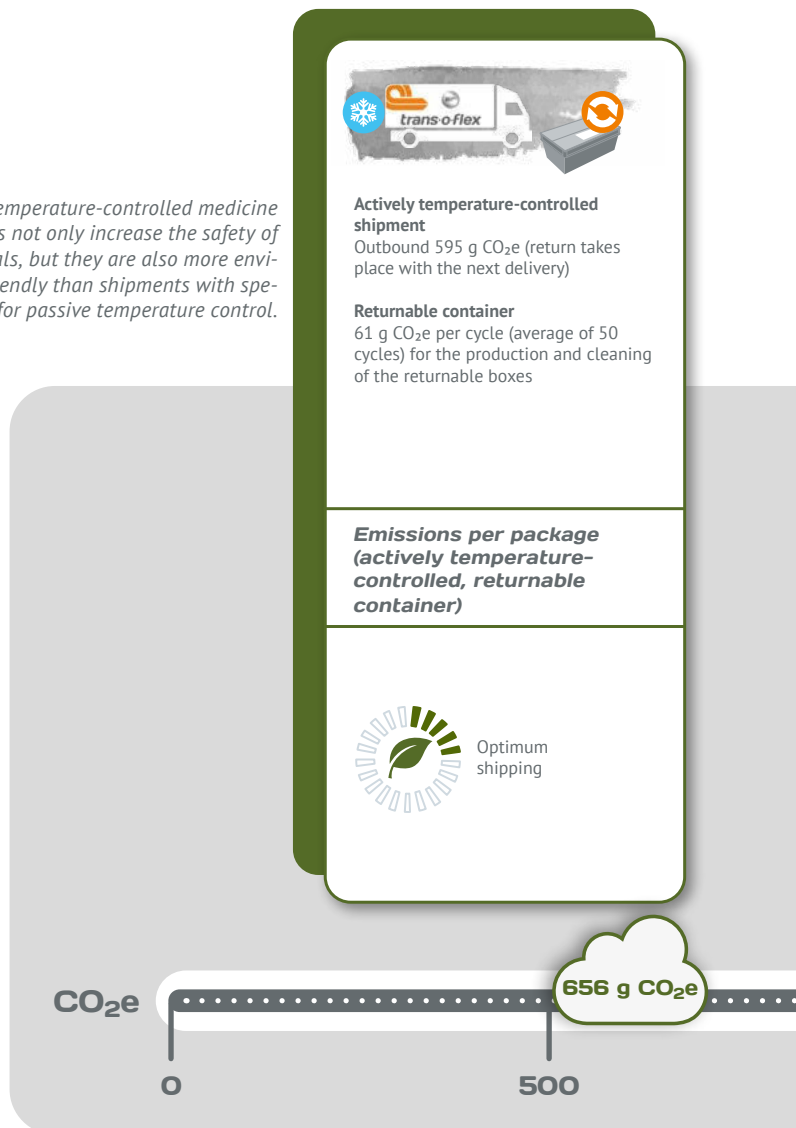 trans·o·flex
emperature-controlled medicine
s not only increase the safety of
als, but they are also more envi-
endly than shipments with spe-
for passive temperature control.
Actively temperature-controlled
shipment
Outbound 595 g CO₂e (return takes
place with the next delivery)
Returnable container
61 g CO₂e per cycle (average of 50
cycles) for the production and cleaning
of the returnable boxes
Emissions per package
(actively temperature-
controlled, returnable
container)
Optimum
shipping
656 g CO₂e
CO₂e
0
500